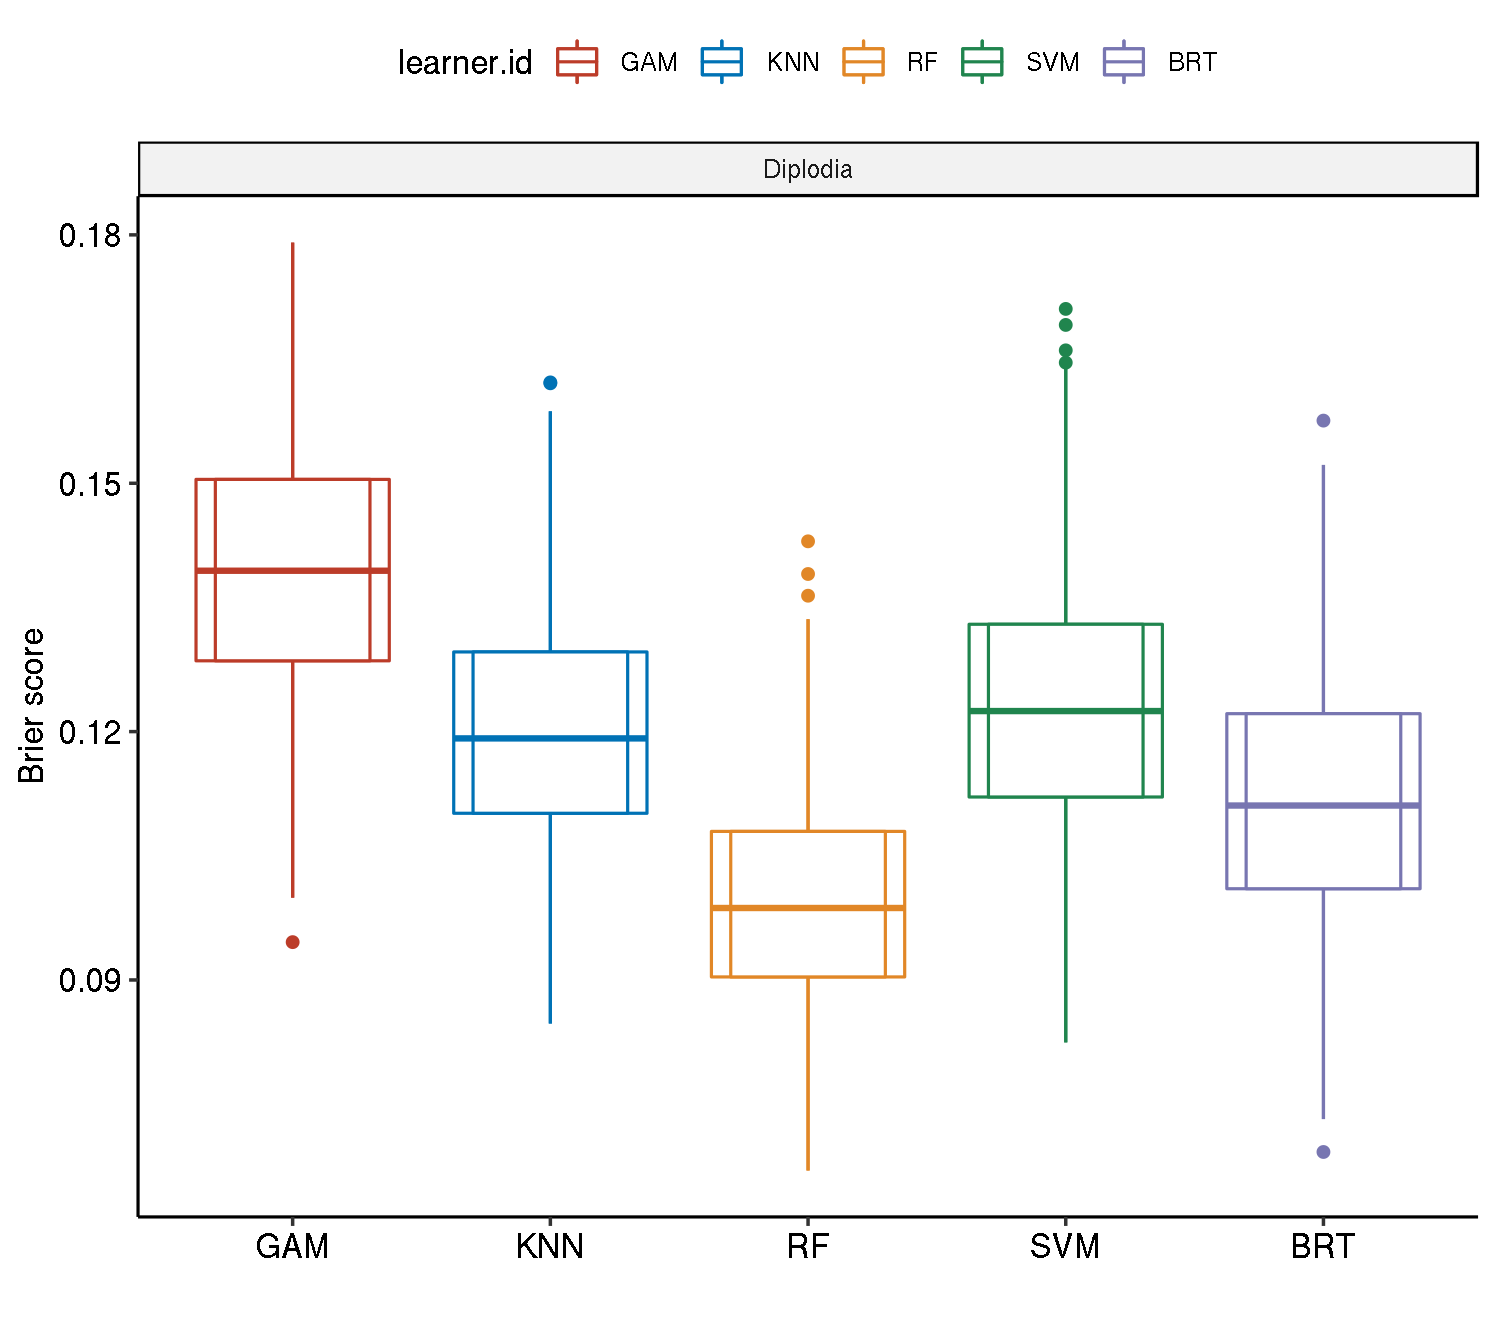 learner.id GAM KNN RF SVM BRT
Diplodia
0.18
0.15
0.12
0.09
Brier score
GAM KNN RF SVM BRT